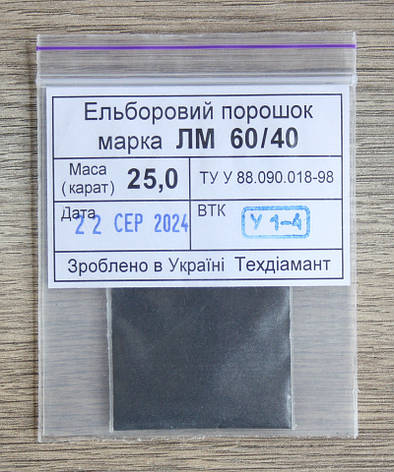 Ельборовий порошок
марка ЛМ 60/40
Маса (карат) 25,0 ТУ У 88.090.018-98
Дата 22 СЕР 2024 ВТК У 1-4
Зроблено в Україні Техдіамант